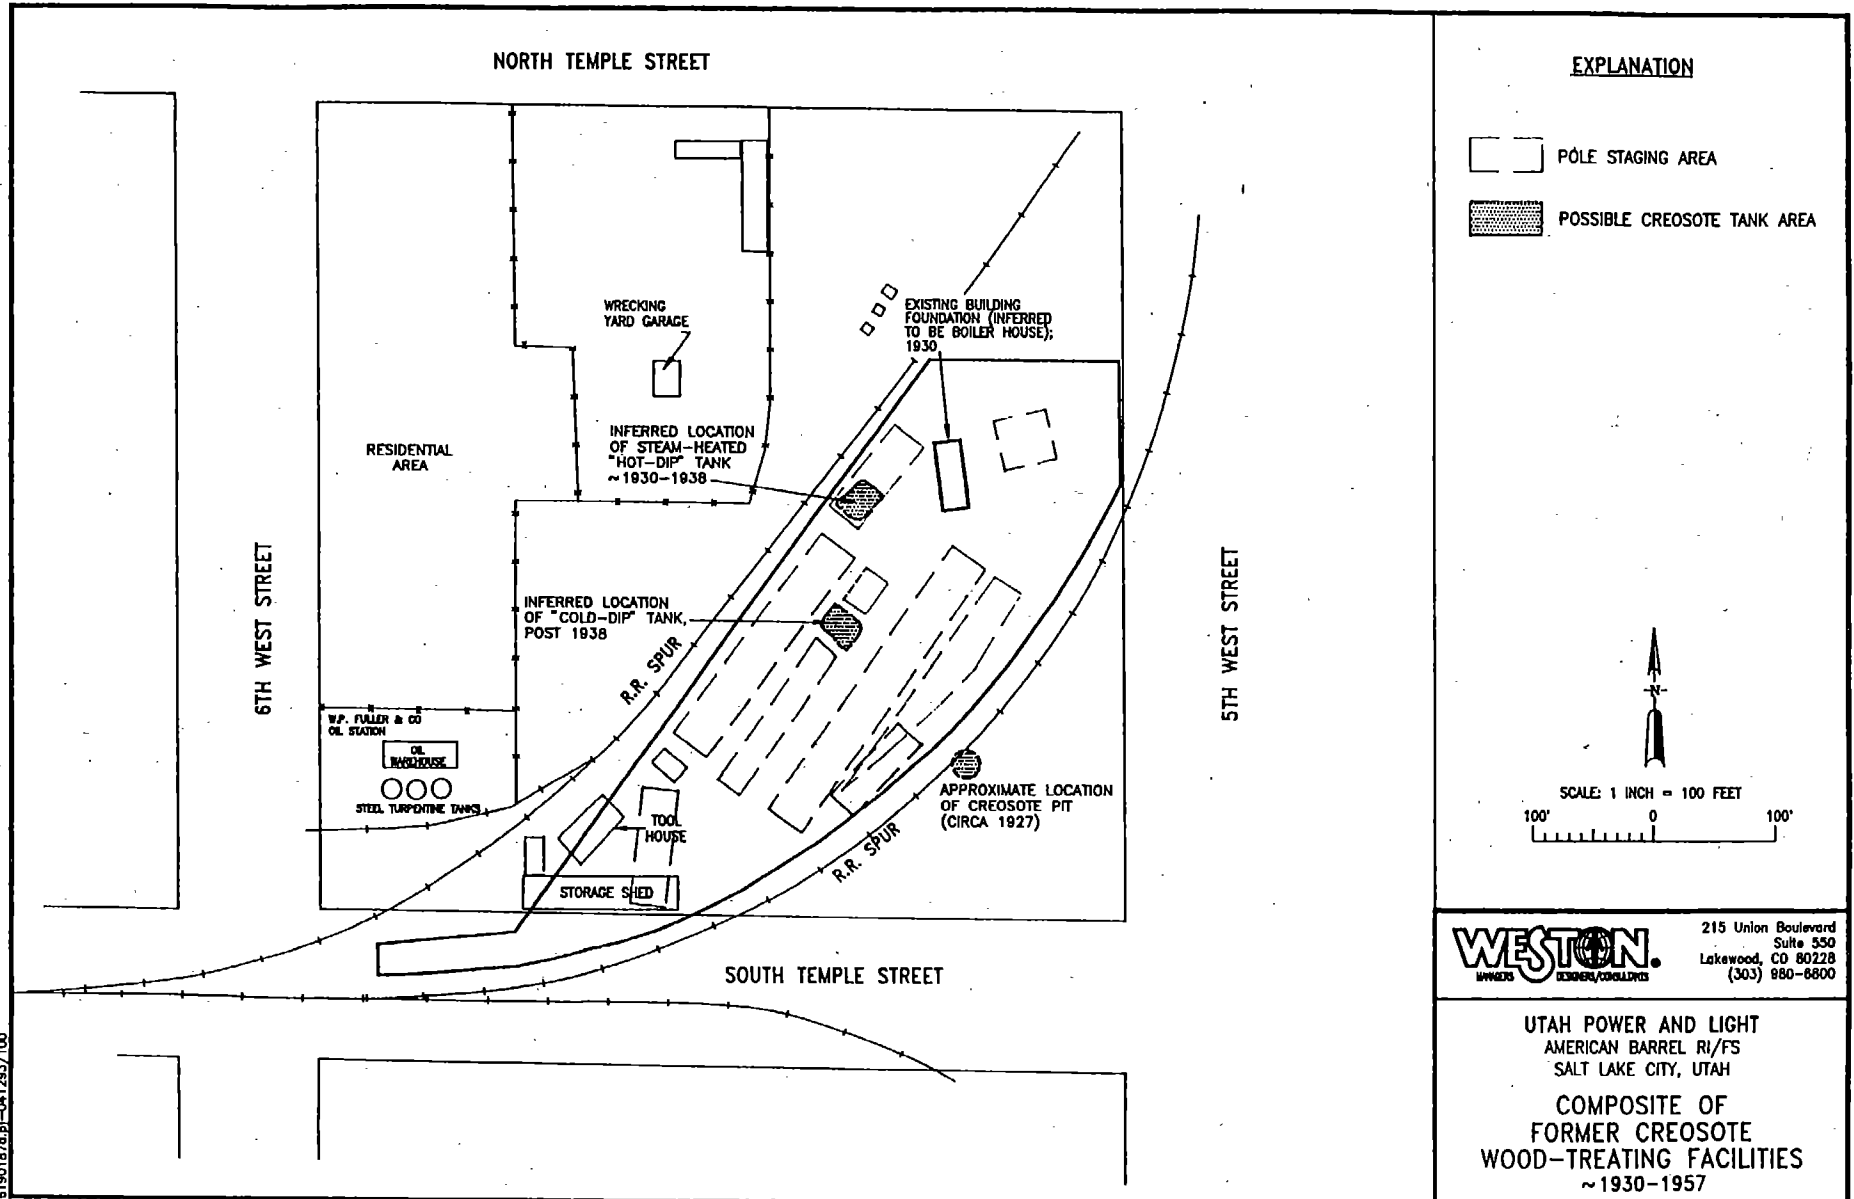 NORTH TEMPLE STREET
WRECKING
YARD GARAGE
EXISTING BUILDING
FOUNDATION (INFERRED
TO BE BOILER HOUSE);
1930
RESIDENTIAL
AREA
INFERRED LOCATION
OF STEAM-HEATED
"HOT-DIP" TANK
~1930-1938
6TH WEST STREET
INFERRED LOCATION
OF "COLD-DIP" TANK,
POST 1938
R.R. SPUR
5TH WEST STREET
W.P. FULLER & CO
OIL STATION
OIL
WAREHOUSE
STEEL TURPENTINE TANKS
TOOL
HOUSE
STORAGE SHED
APPROXIMATE LOCATION
OF CREOSOTE PIT
(CIRCA 1927)
R.R. SPUR
SOUTH TEMPLE STREET
EXPLANATION
POLE STAGING AREA
POSSIBLE CREOSOTE TANK AREA
N
SCALE: 1 INCH = 100 FEET
100' 0 100'
WESTON.
MANAGERS DESIGNERS/CONSULTANTS
215 Union Boulevard
Suite 550
Lakewood, CO 80228
(303) 980-6800
UTAH POWER AND LIGHT
AMERICAN BARREL RI/FS
SALT LAKE CITY, UTAH
COMPOSITE OF
FORMER CREOSOTE
WOOD-TREATING FACILITIES
~1930-1957